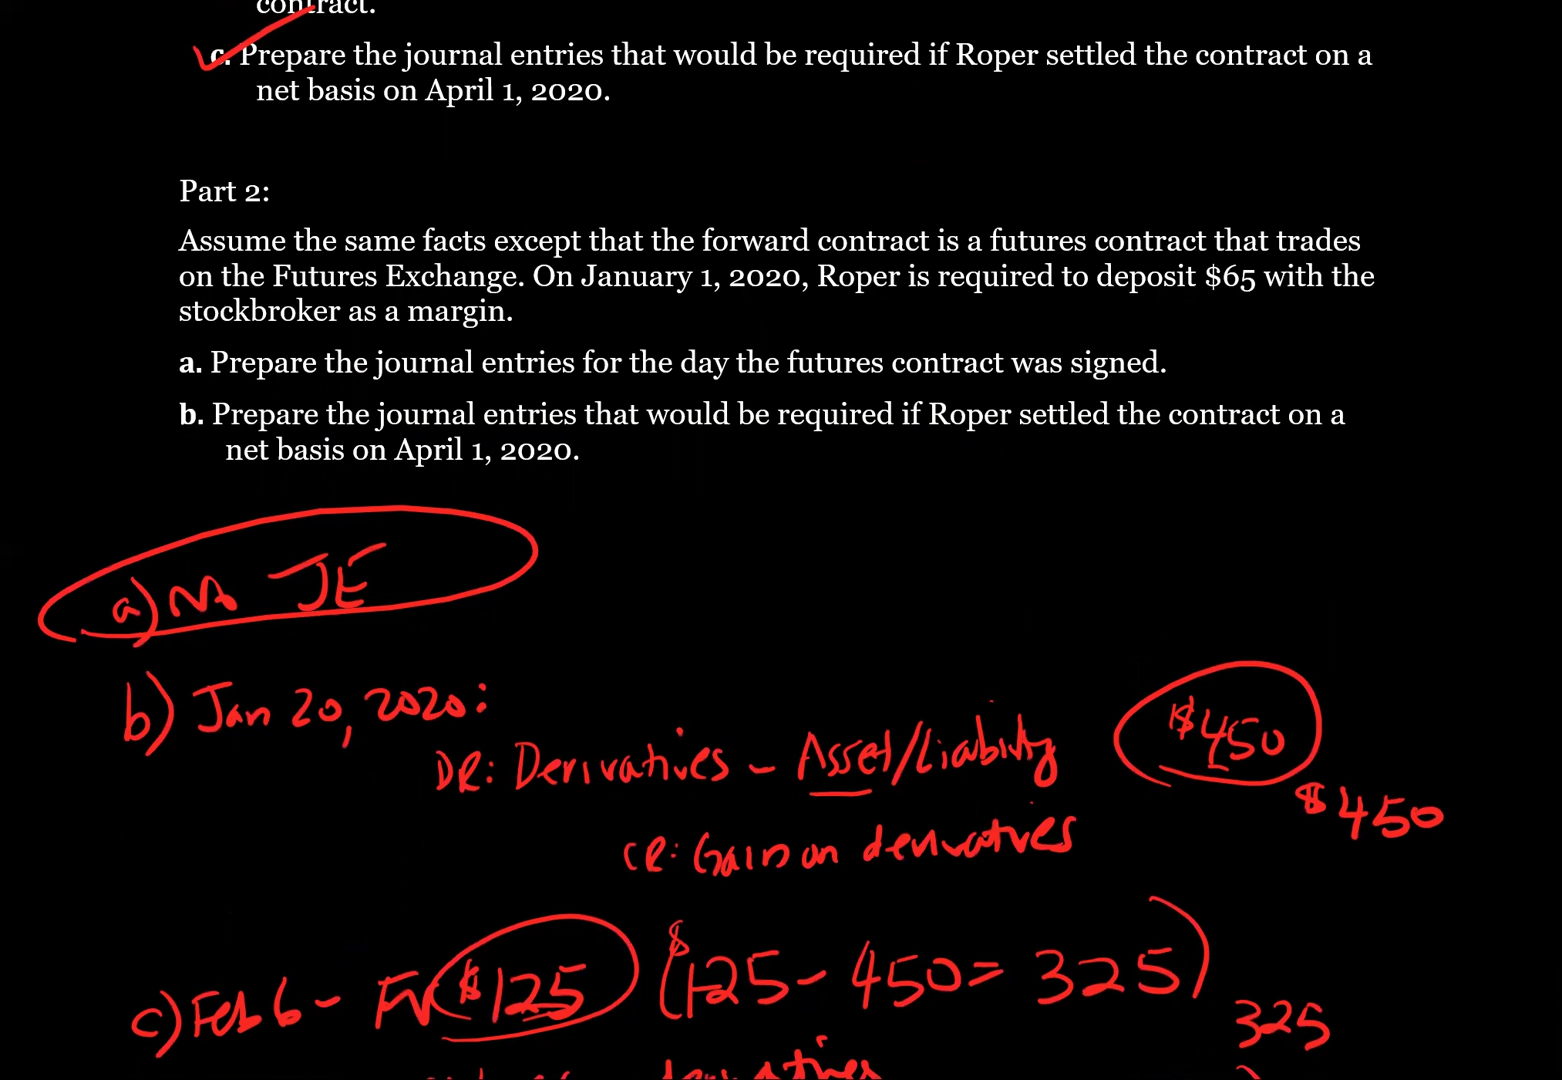 contract.
c. Prepare the journal entries that would be required if Roper settled the contract on a
net basis on April 1, 2020.
Part 2:
Assume the same facts except that the forward contract is a futures contract that trades
on the Futures Exchange. On January 1, 2020, Roper is required to deposit $65 with the
stockbroker as a margin.
a. Prepare the journal entries for the day the futures contract was signed.
b. Prepare the journal entries that would be required if Roper settled the contract on a
net basis on April 1, 2020.
a) No JE
b) Jan 20, 2020:
DR: Derivatives - Asset/Liability $450
CR: Gain on derivatives $450
c) Feb 6 - FV $125 ($125 - 450 = 325)
325
derivatives